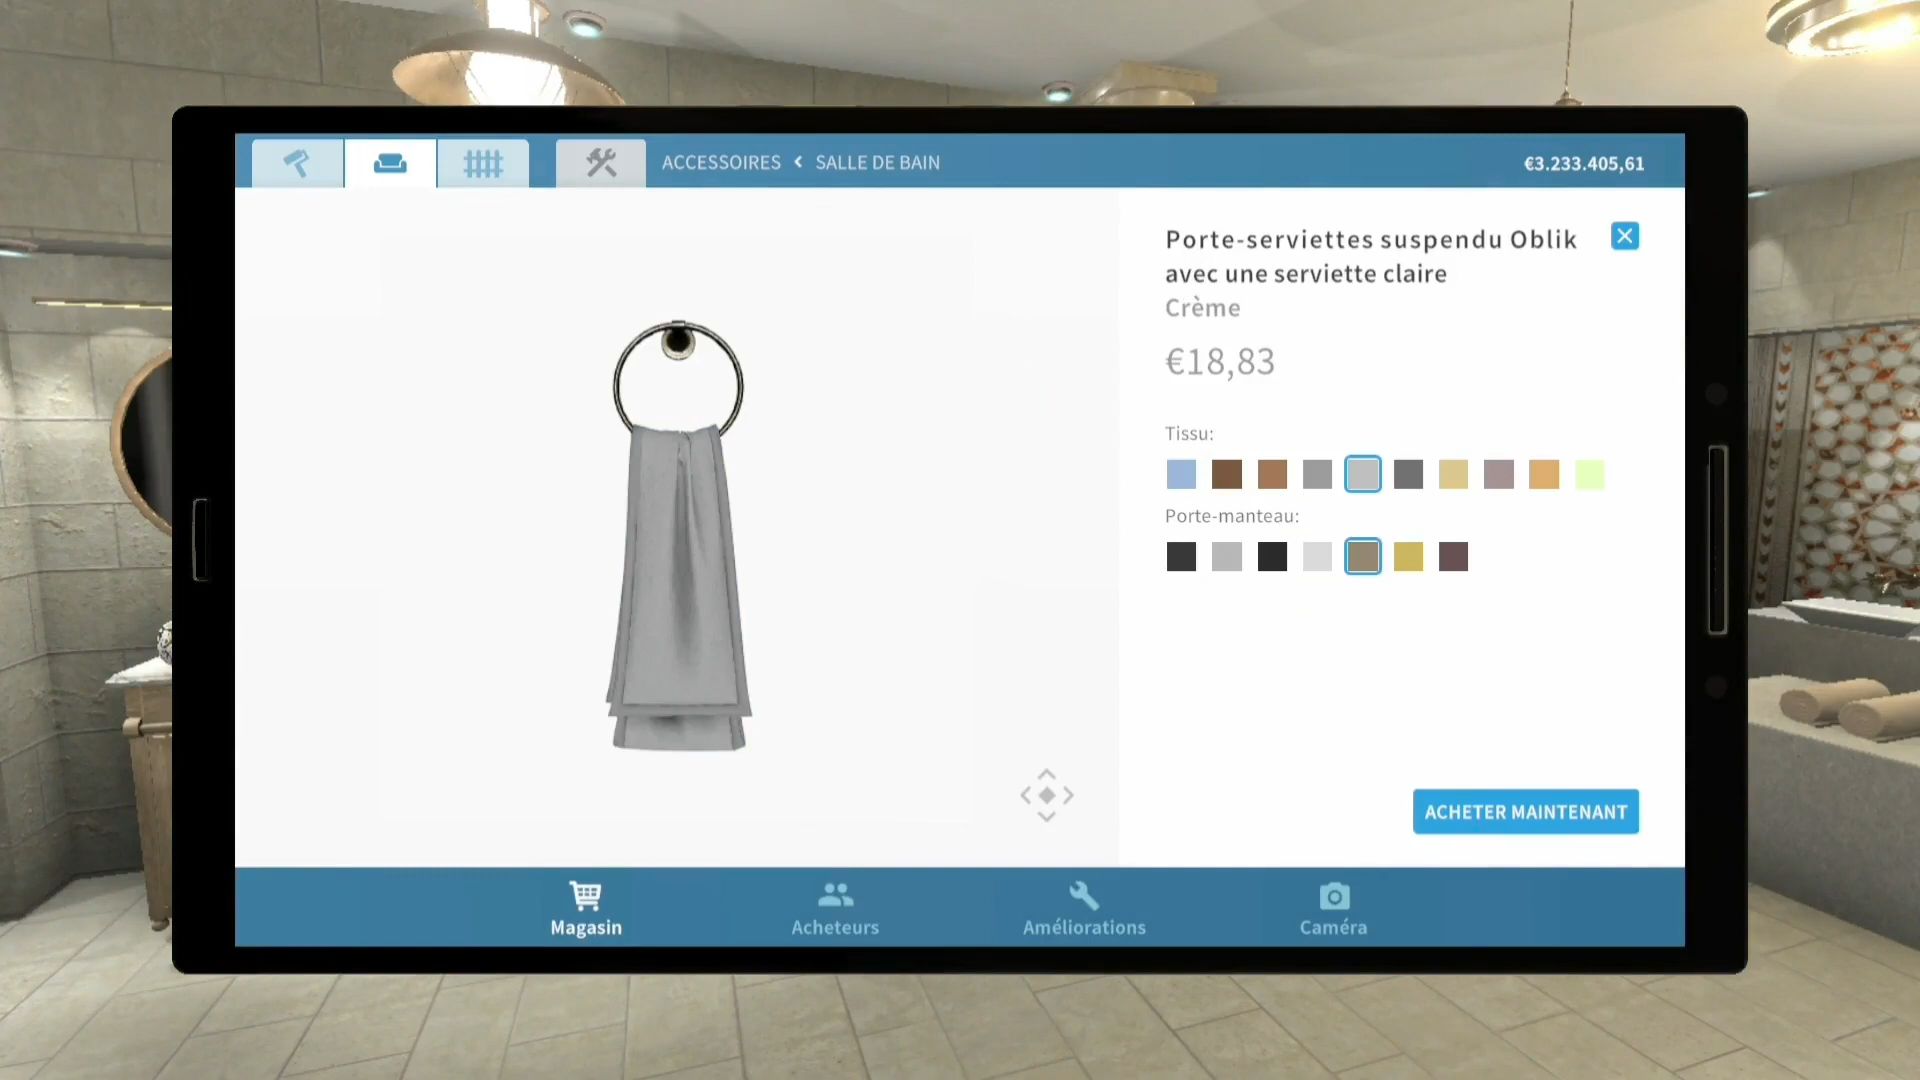 ACCESSOIRES < SALLE DE BAIN
€3.233.405,61
Porte-serviettes suspendu Oblik
avec une serviette claire
Crème
€18,83
Tissu:
Porte-manteau:
ACHETER MAINTENANT
Magasin
Acheteurs
Améliorations
Caméra